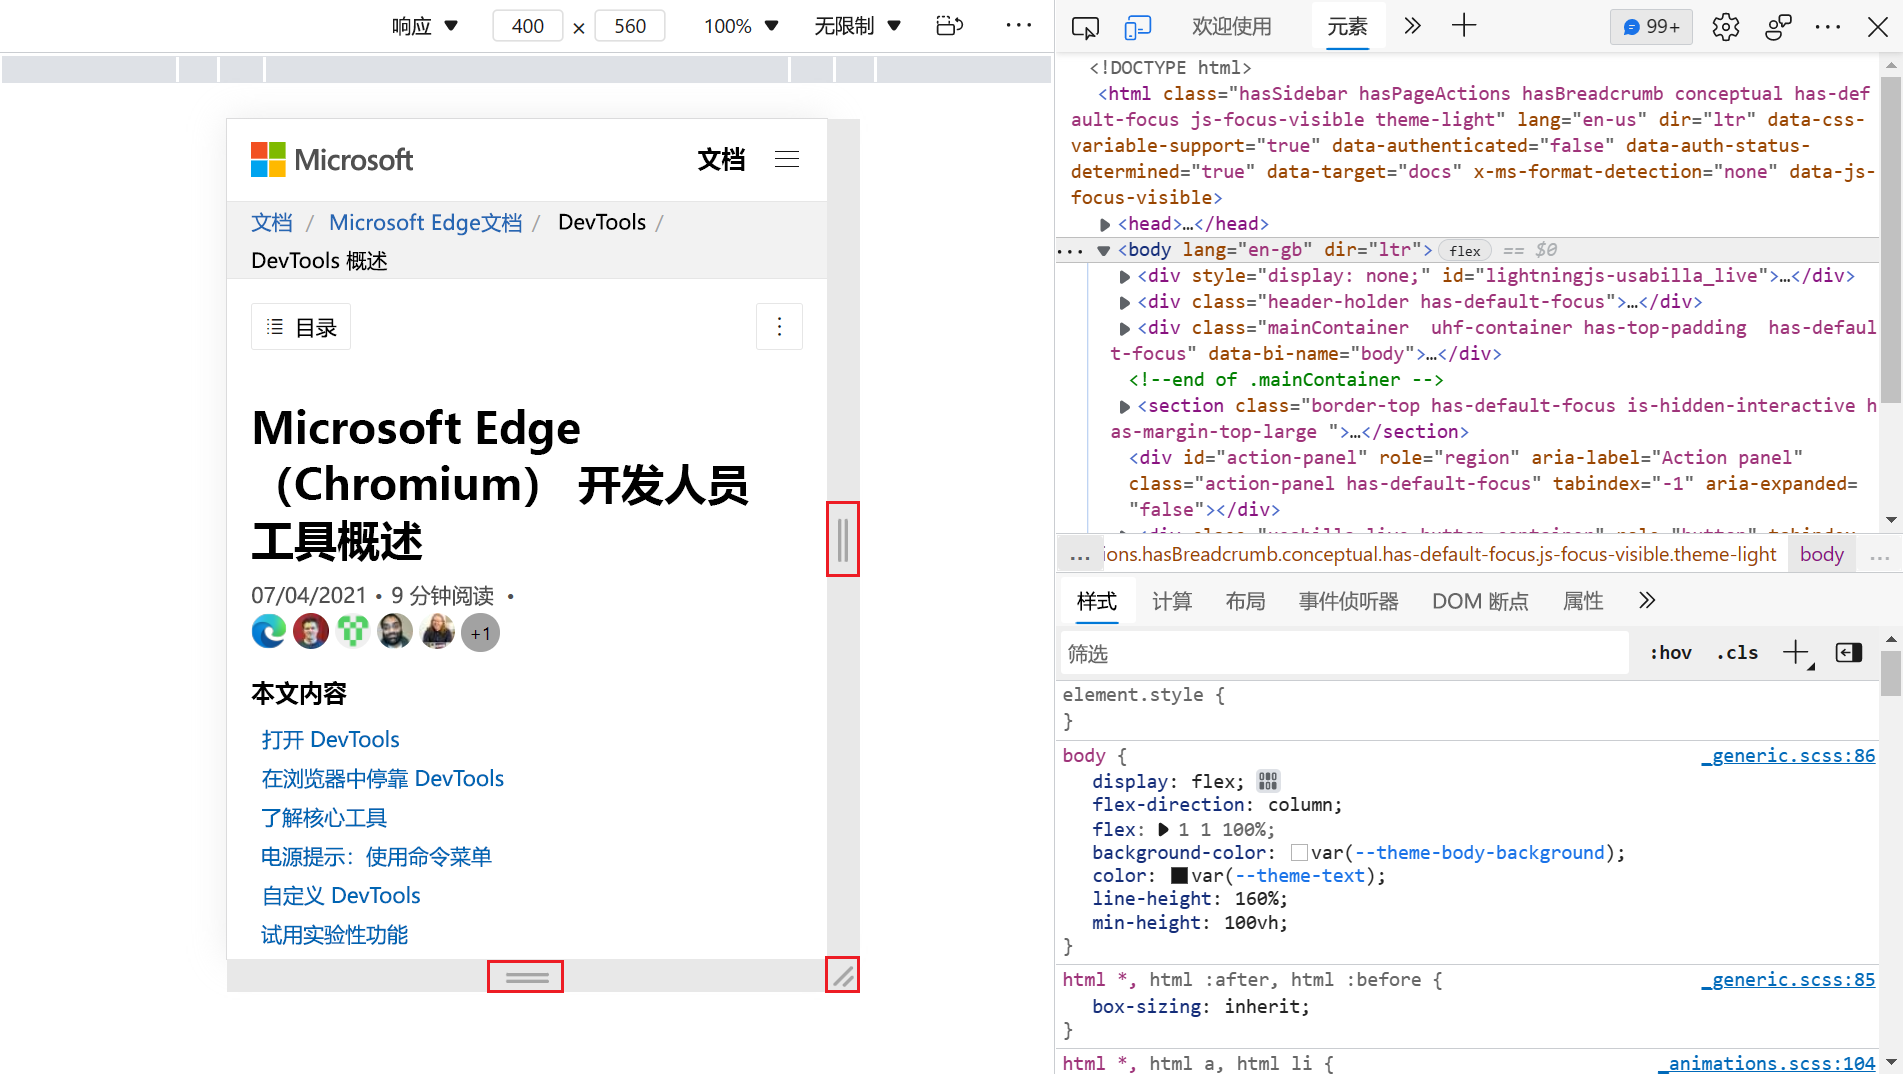 响应 ▼ 400 × 560 100% ▼ 无限制 ▼
Microsoft 文档
文档 / Microsoft Edge文档 / DevTools /
DevTools 概述
目录
Microsoft Edge
（Chromium） 开发人员
工具概述
07/04/2021 • 9 分钟阅读 •
+1
本文内容
打开 DevTools
在浏览器中停靠 DevTools
了解核心工具
电源提示：使用命令菜单
自定义 DevTools
试用实验性功能
欢迎使用 元素 99+
<!DOCTYPE html>
<html class="hasSidebar hasPageActions hasBreadcrumb conceptual has-def
ault-focus js-focus-visible theme-light" lang="en-us" dir="ltr" data-css-
variable-support="true" data-authenticated="false" data-auth-status-
determined="true" data-target="docs" x-ms-format-detection="none" data-js-
focus-visible>
<head>…</head>
<body lang="en-gb" dir="ltr"> flex == $0
<div style="display: none;" id="lightningjs-usabilla_live">…</div>
<div class="header-holder has-default-focus">…</div>
<div class="mainContainer  uhf-container has-top-padding  has-defaul
t-focus" data-bi-name="body">…</div>
<!--end of .mainContainer -->
<section class="border-top has-default-focus is-hidden-interactive h
as-margin-top-large ">…</section>
<div id="action-panel" role="region" aria-label="Action panel"
class="action-panel has-default-focus" tabindex="-1" aria-expanded=
"false"></div>
... ions.hasBreadcrumb.conceptual.has-default-focus.js-focus-visible.theme-light body ...
样式 计算 布局 事件侦听器 DOM 断点 属性
筛选 :hov .cls
element.style {
}
body { _generic.scss:86
display: flex;
flex-direction: column;
flex: 1 1 100%;
background-color: var(--theme-body-background);
color: var(--theme-text);
line-height: 160%;
min-height: 100vh;
}
html *, html :after, html :before { _generic.scss:85
box-sizing: inherit;
}
html *, html a, html li { _animations.scss:104